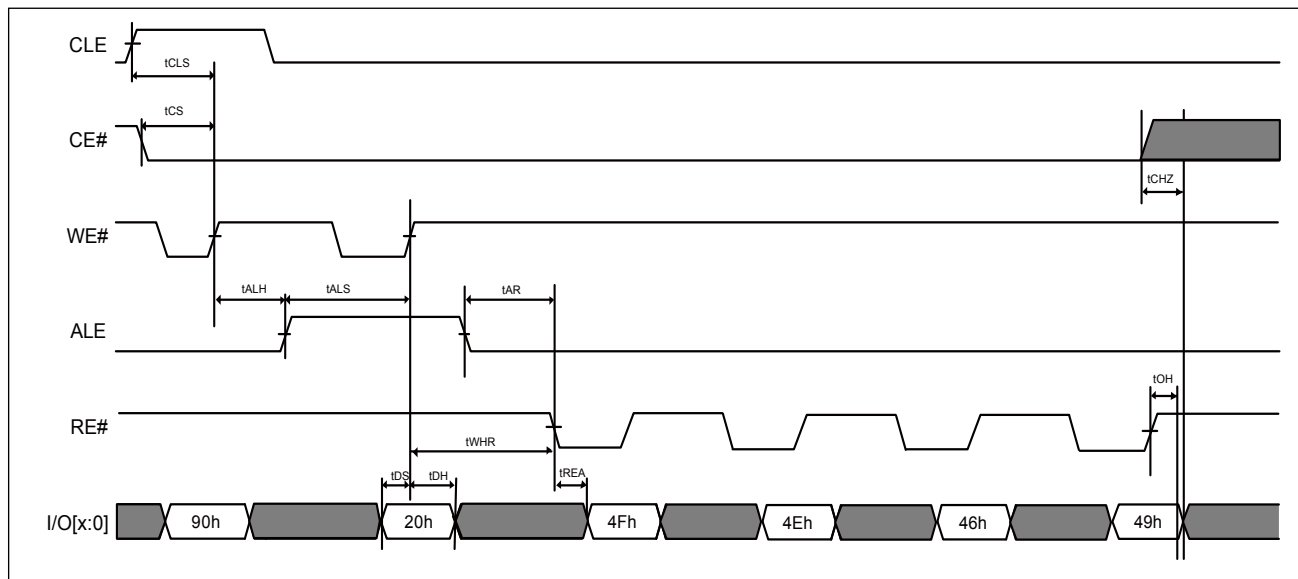 CLE
tCLS
tCS
CE#
tCHZ
WE#
tALH
tALS
tAR
ALE
tOH
RE#
tWHR
tDS
tDH
tREA
I/O[x:0]
90h
20h
4Fh
4Eh
46h
49h